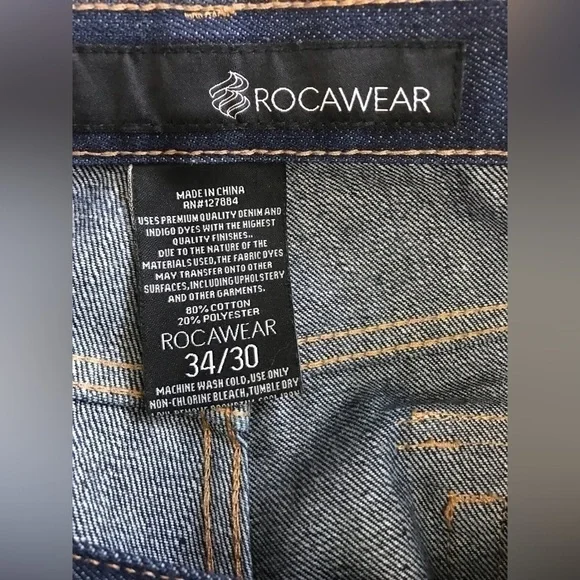 ROCAWEAR
MADE IN CHINA
RN#127884
USES PREMIUM QUALITY DENIM AND
INDIGO DYES WITH THE HIGHEST
QUALITY FINISHES..
DUE TO THE NATURE OF THE
MATERIALS USED,THE FABRIC DYES
MAY TRANSFER ONTO OTHER
SURFACES,INCLUDINGUPHOLSTERY
AND OTHER GARMENTS.
80% COTTON
20% POLYESTER
ROCAWEAR
34/30
MACHINE WASH COLD,USE ONLY
NON-CHLORINE BLEACH,TUMBLE DRY